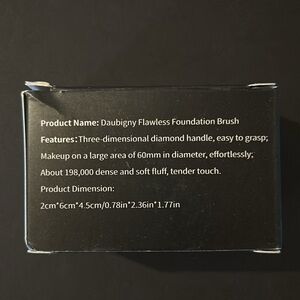 Product Name: Daubigny Flawless Foundation Brush
Features:Three-dimensional diamond handle, easy to grasp;
Makeup on a large area of 60mm in diameter, effortlessly;
About 198,000 dense and soft fluff, tender touch.
Product Dimension:
2cm*6cm*4.5cm/0.78in*2.36in*1.77in